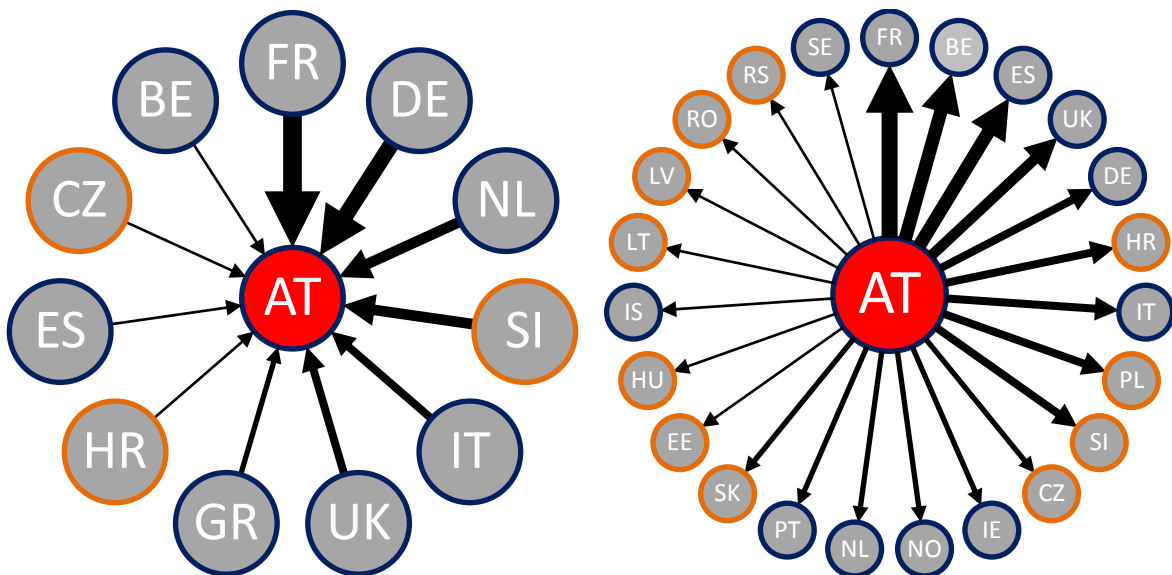 FR
DE
NL
SI
IT
UK
GR
HR
ES
CZ
BE
AT
FR
BE
ES
UK
DE
HR
IT
PL
SI
CZ
IE
NO
NL
PT
SK
EE
HU
IS
LT
LV
RO
RS
SE
AT